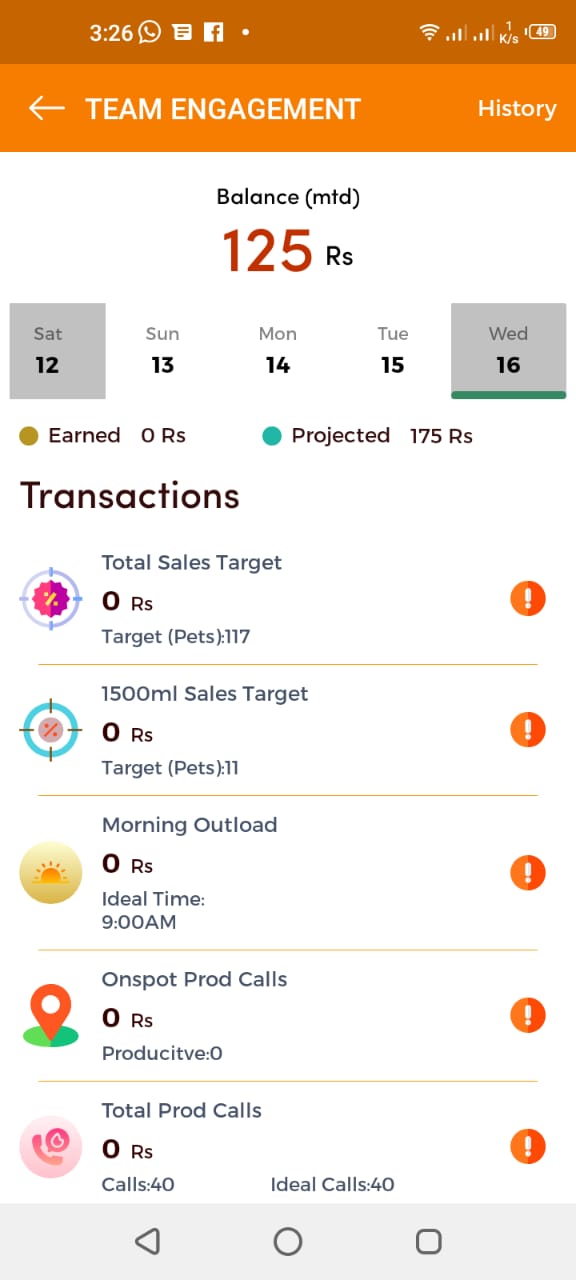 3:26
1 K/s 49
TEAM ENGAGEMENT History
Balance (mtd)
125 Rs
Sat Sun Mon Tue Wed
12 13 14 15 16
Earned 0 Rs Projected 175 Rs
Transactions
Total Sales Target
0 Rs
Target (Pets):117
1500ml Sales Target
0 Rs
Target (Pets):11
Morning Outload
0 Rs
Ideal Time:
9:00AM
Onspot Prod Calls
0 Rs
Producitve:0
Total Prod Calls
0 Rs
Calls:40 Ideal Calls:40